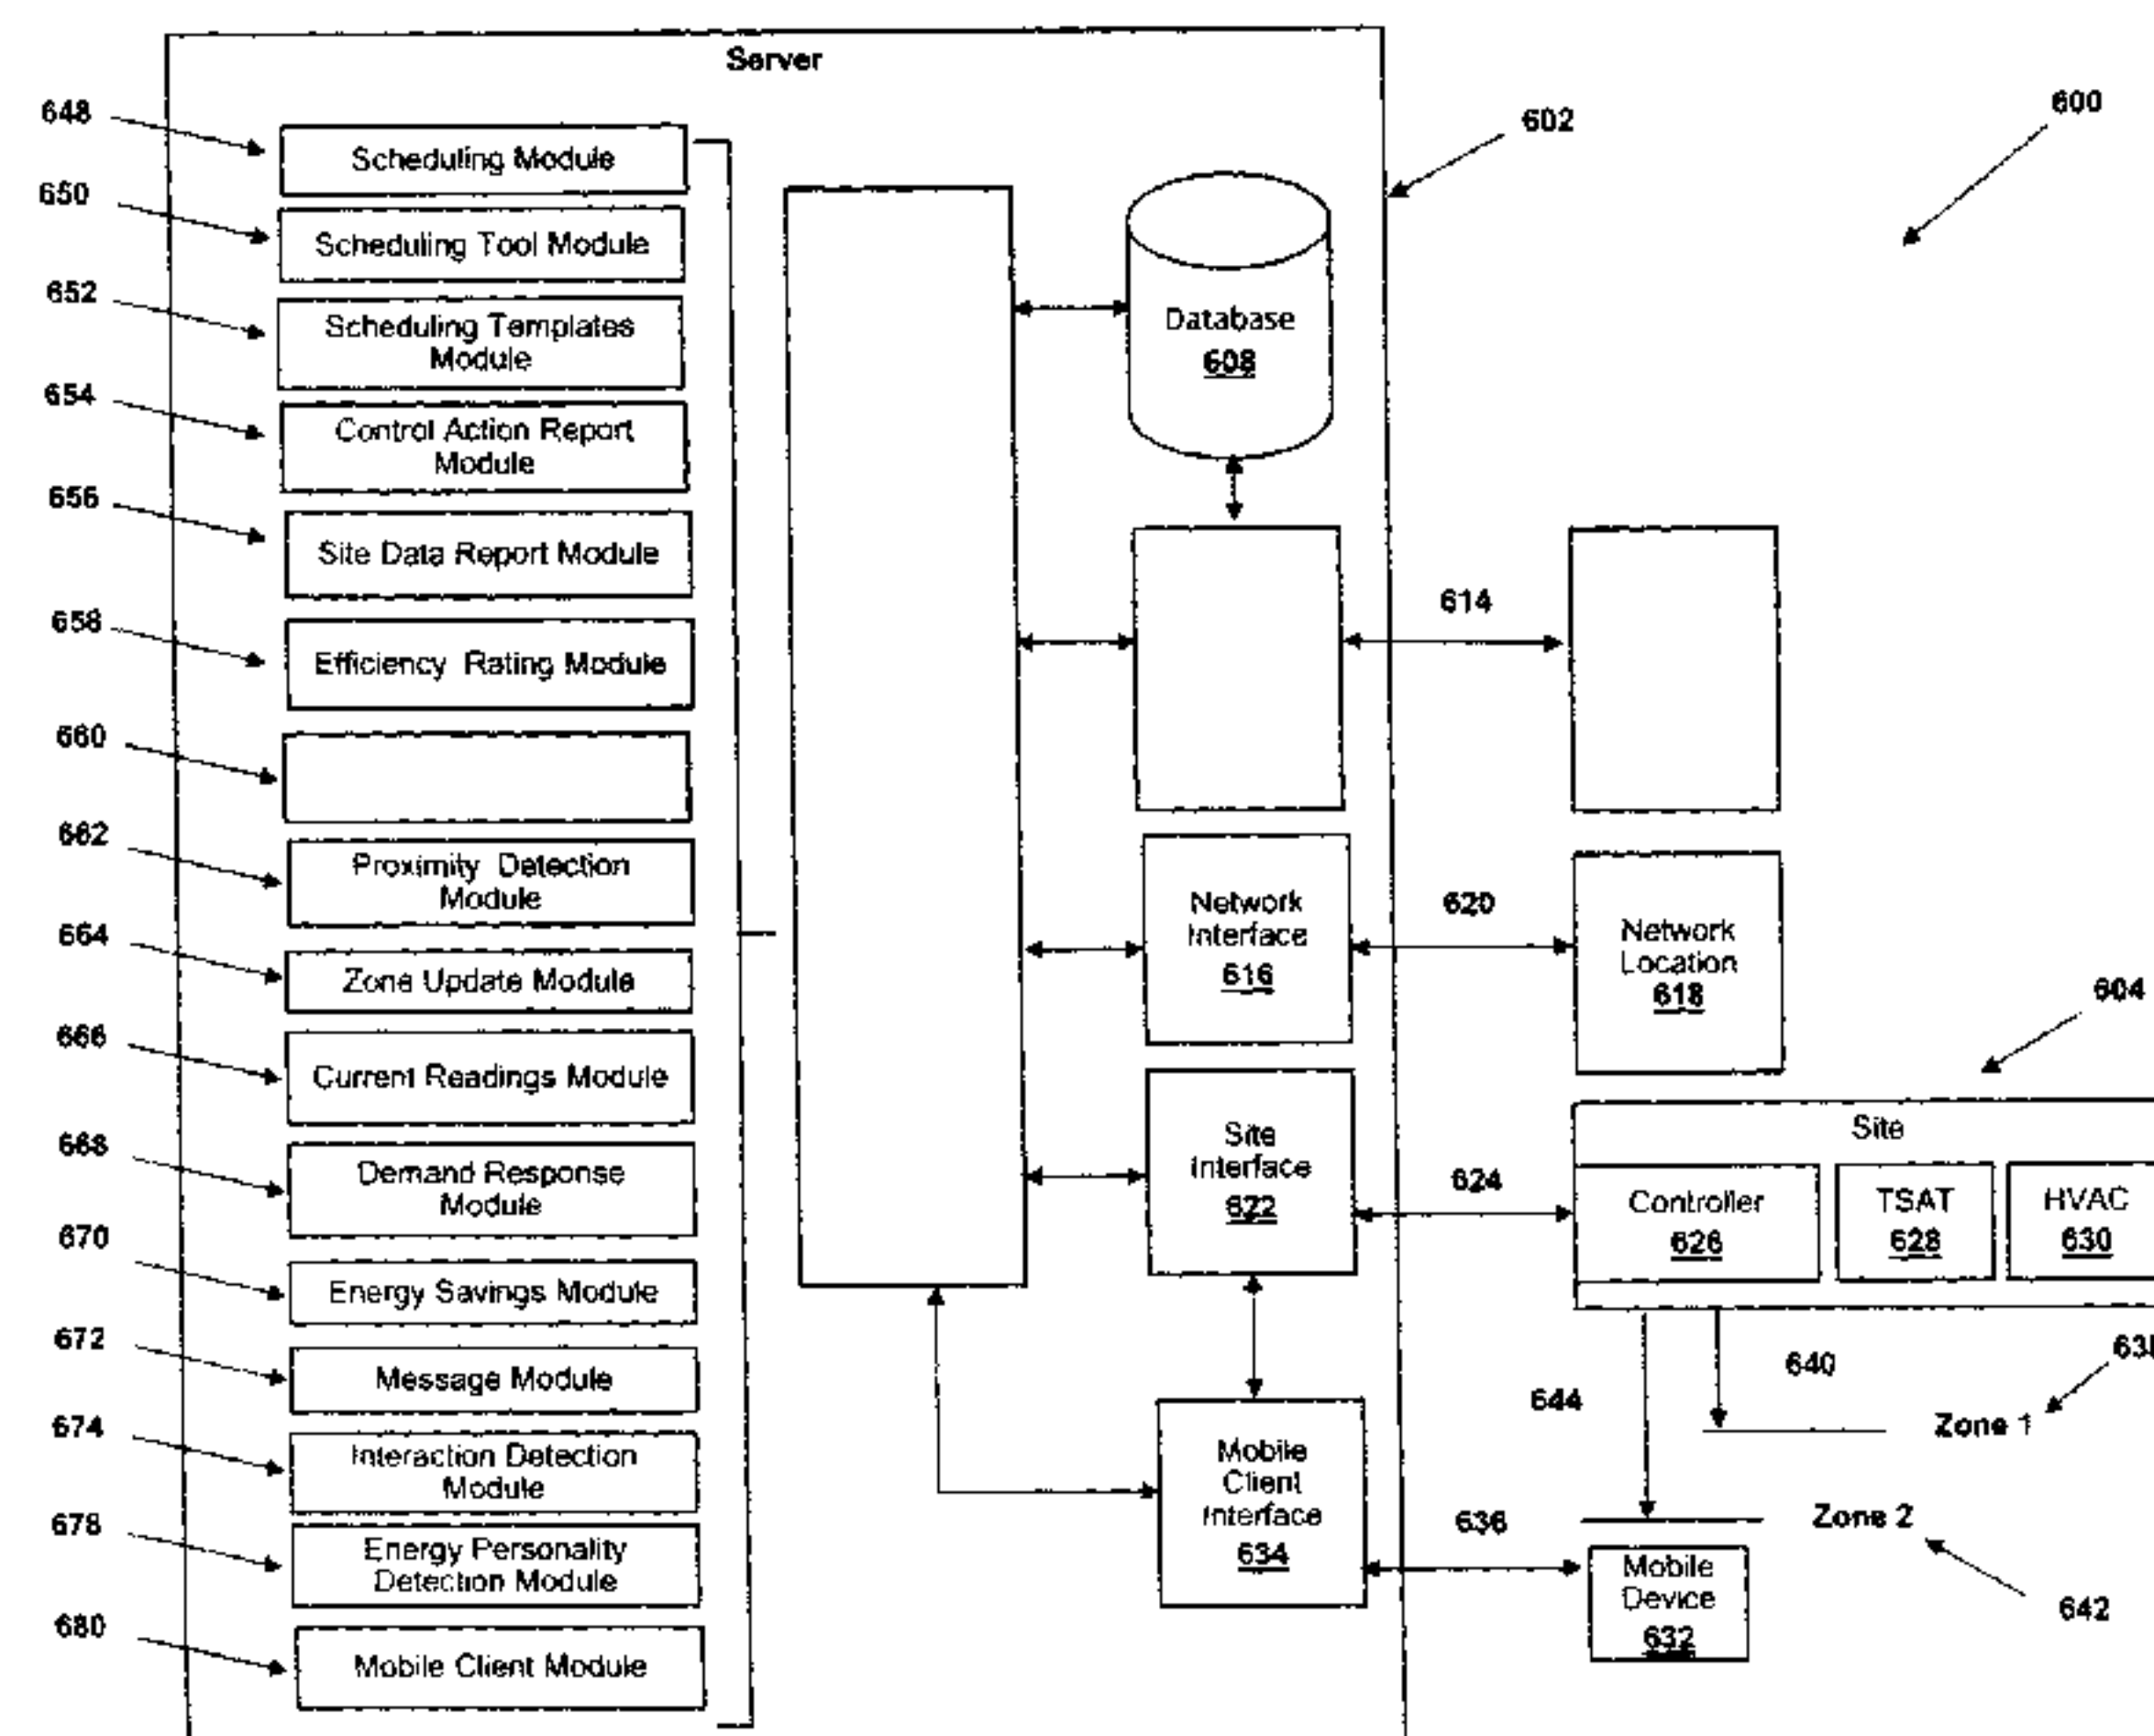 Server
648
Scheduling Module
650
Scheduling Tool Module
652
Scheduling Templates
Module
654
Control Action Report
Module
656
Site Data Report Module
658
Efficiency Rating Module
660
662
Proximity Detection
Module
664
Zone Update Module
666
Current Readings Module
668
Demand Response
Module
670
Energy Savings Module
672
Message Module
674
Interaction Detection
Module
678
Energy Personality
Detection Module
680
Mobile Client Module
Database
608
Network
Interface
616
Site
Interface
622
Mobile
Client
Interface
634
602
600
614
620
Network
Location
618
604
Site
624
Controller
626
TSAT
628
HVAC
630
640
644
Zone 1
Zone 2
636
Mobile
Device
632
642